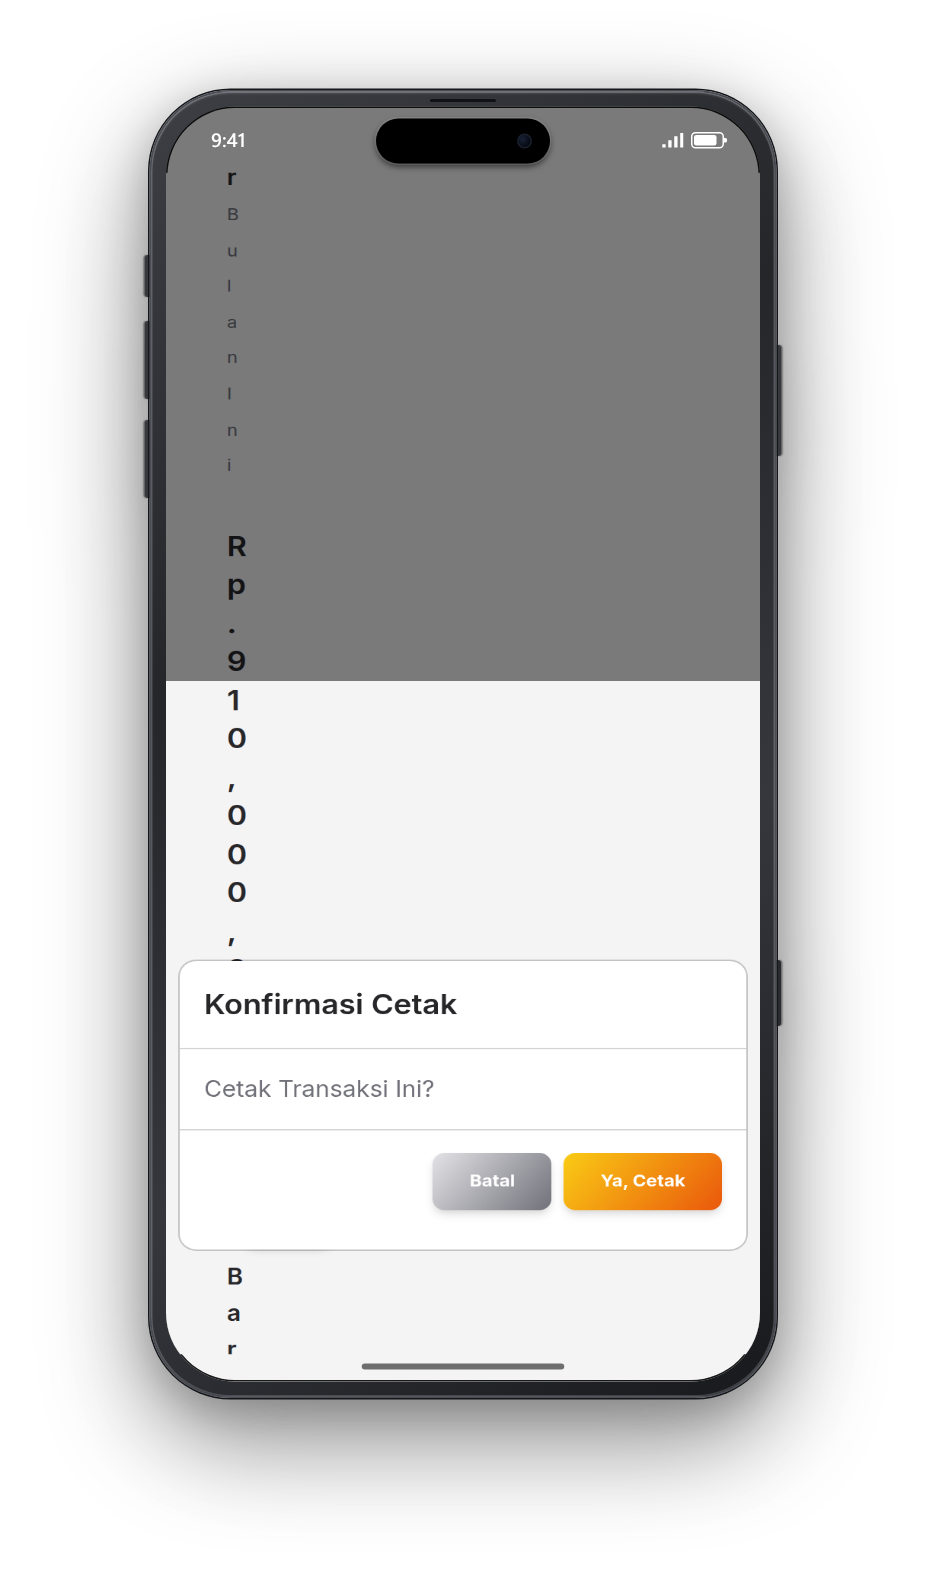 9:41
r
B
u
l
a
n
I
n
i
R
p
.
9
1
0
,
0
0
0
,
Konfirmasi Cetak
Cetak Transaksi Ini?
Batal
Ya, Cetak
B
a
r